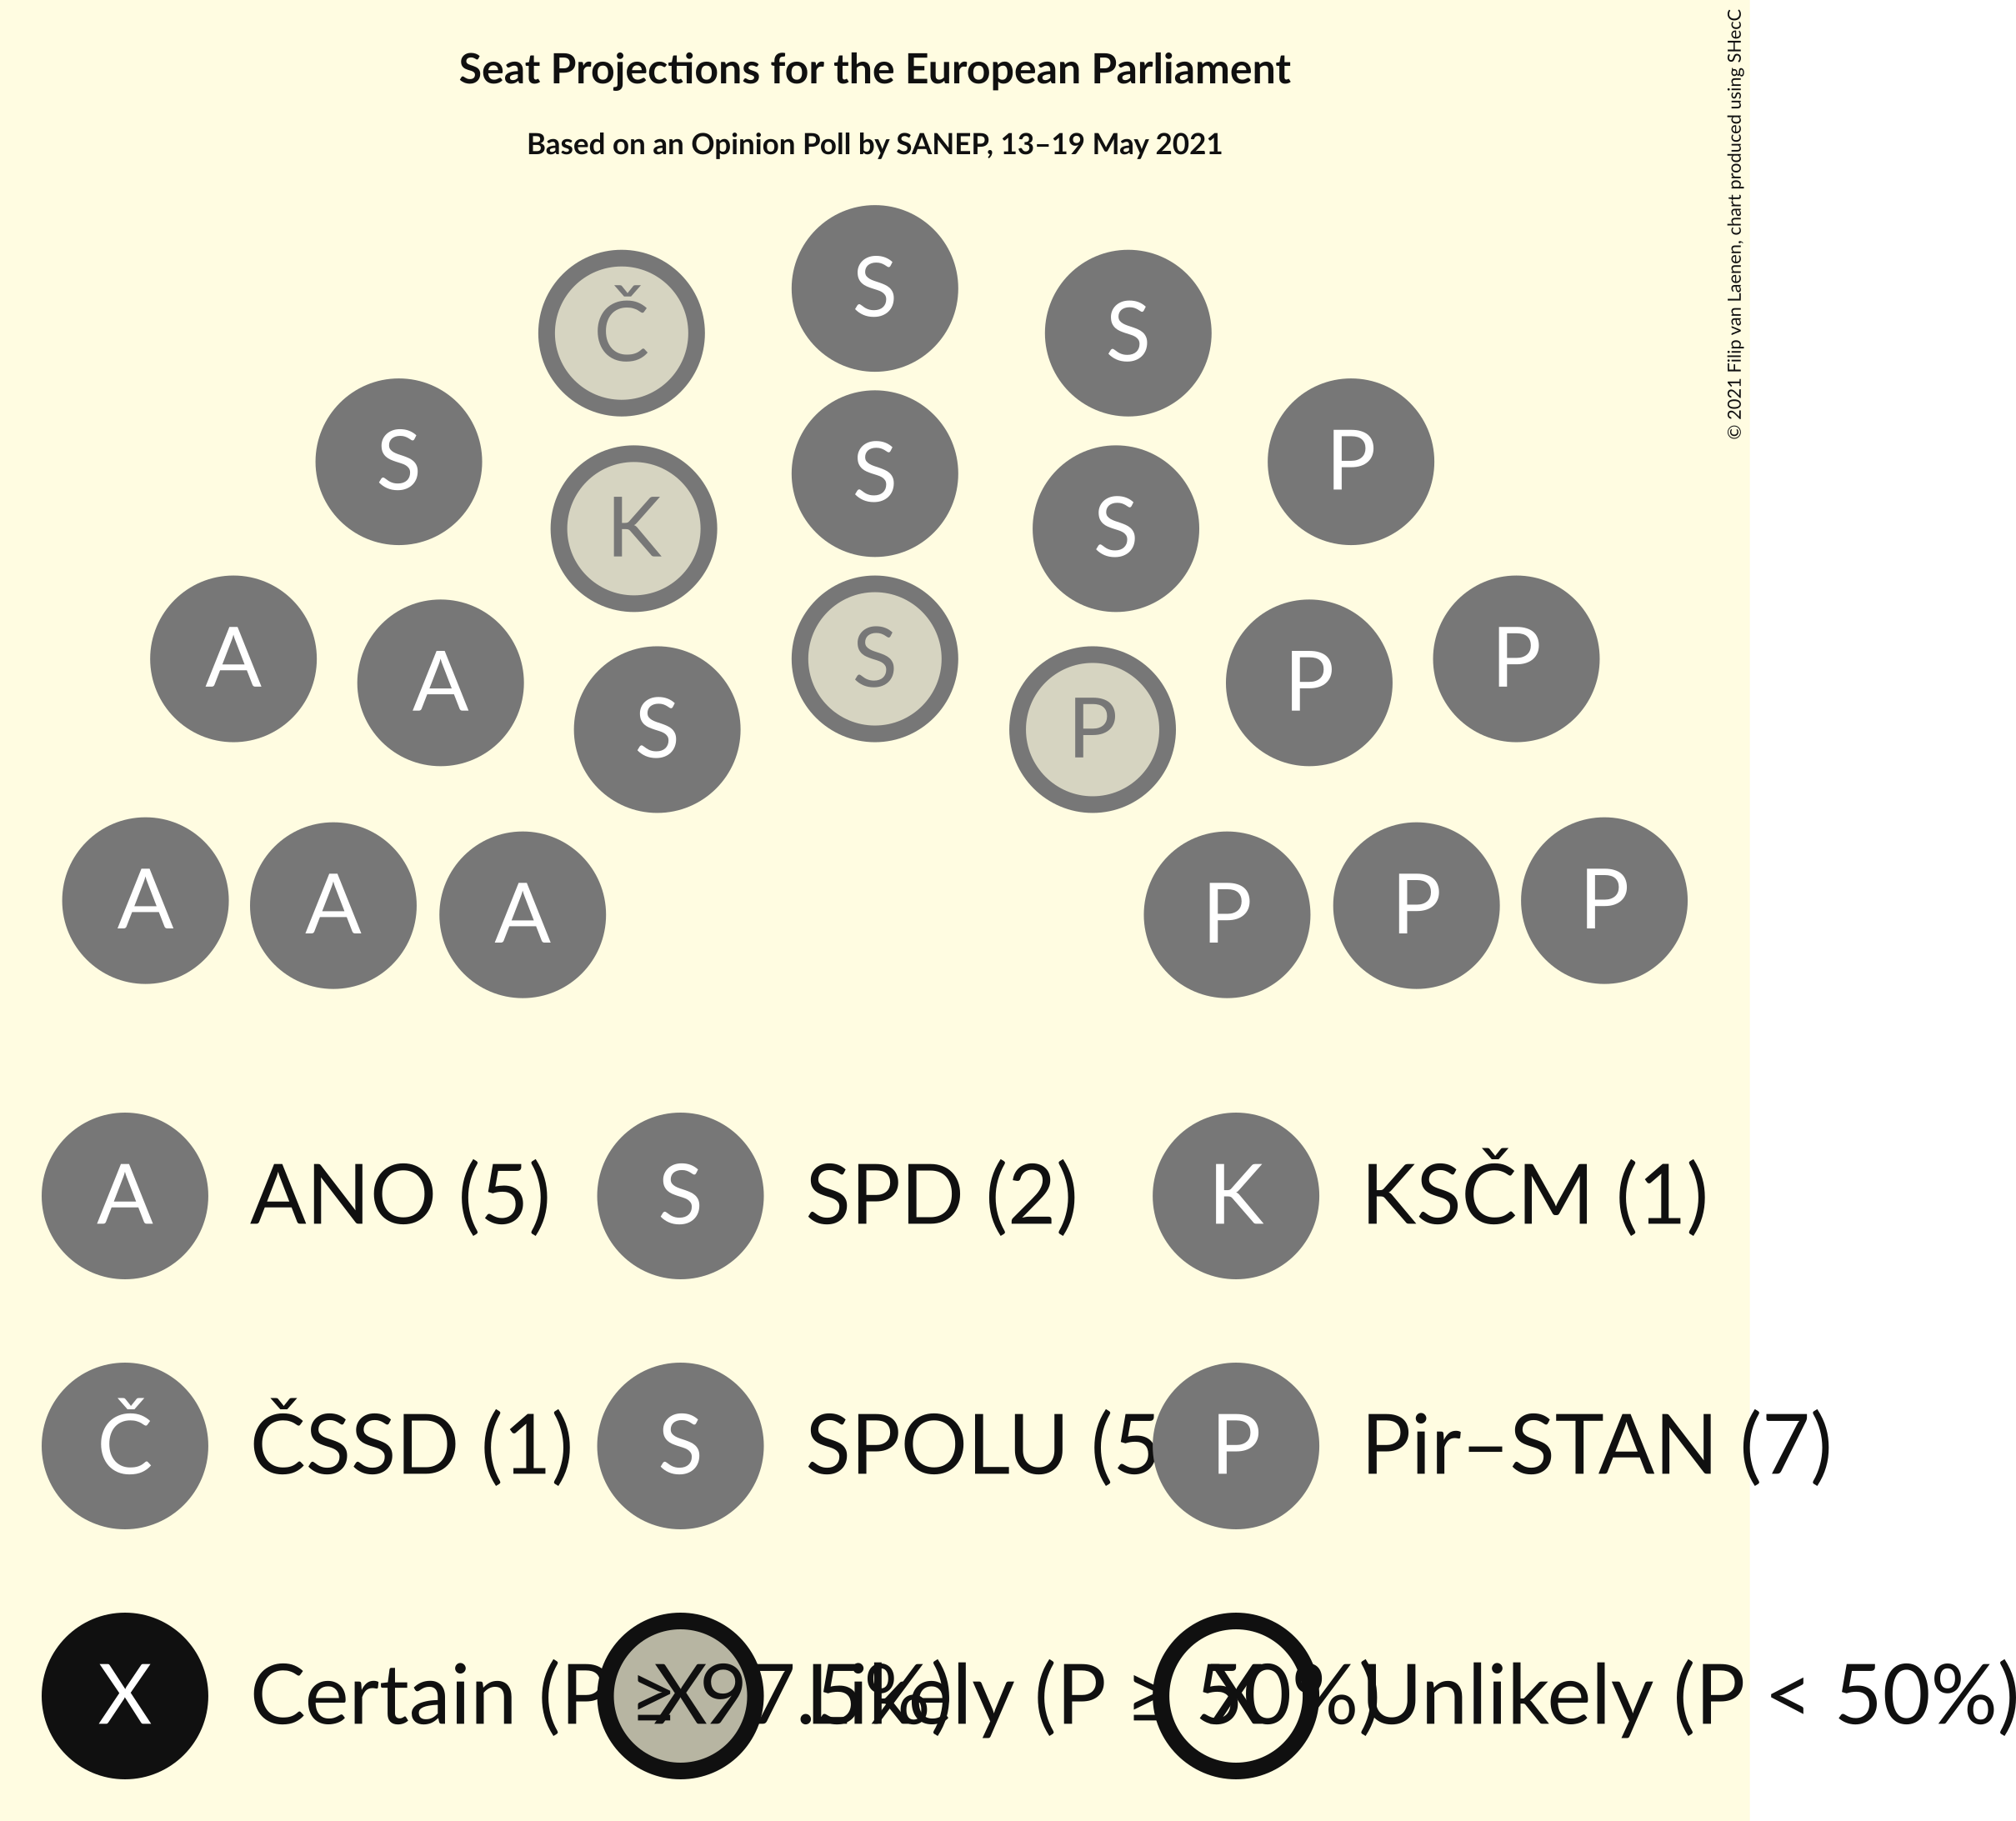 Seat Projections for the European Parliament
Based on an Opinion Poll by SANEP, 13–19 May 2021
© 2021 Filip van Laenen, chart produced using SHecC
S
Č S
S
S P
S
K S
A P
S
A P
S P
A P
A P
A P
A ANO (5) S SPD (2) K KSČM (1)
Č ČSSD (1) S SPOLU (5 P Pir–STAN (7)
X Certain (P ≥ 97.5%) X Likely (P ≥ 50%) X Unlikely (P < 50%)